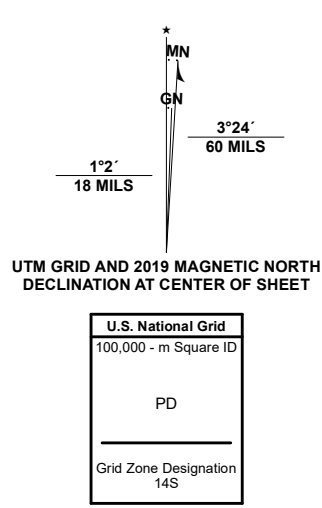 ★
MN
GN
3°24´
60 MILS
1°2´
18 MILS
UTM GRID AND 2019 MAGNETIC NORTH
DECLINATION AT CENTER OF SHEET
U.S. National Grid
100,000 - m Square ID
PD
Grid Zone Designation
14S